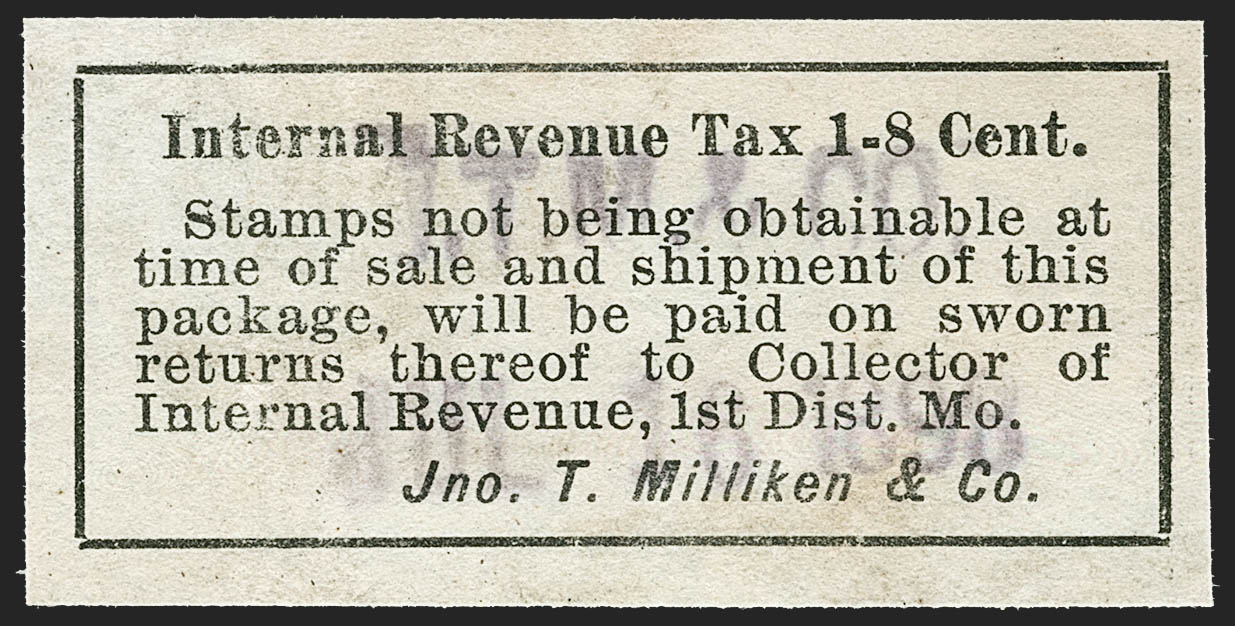 Internal Revenue Tax 1-8 Cent.
Stamps not being obtainable at
time of sale and shipment of this
package, will be paid on sworn
returns thereof to Collector of
Internal Revenue, 1st Dist. Mo.
Jno. T. Milliken & Co.
J.T.M.& CO